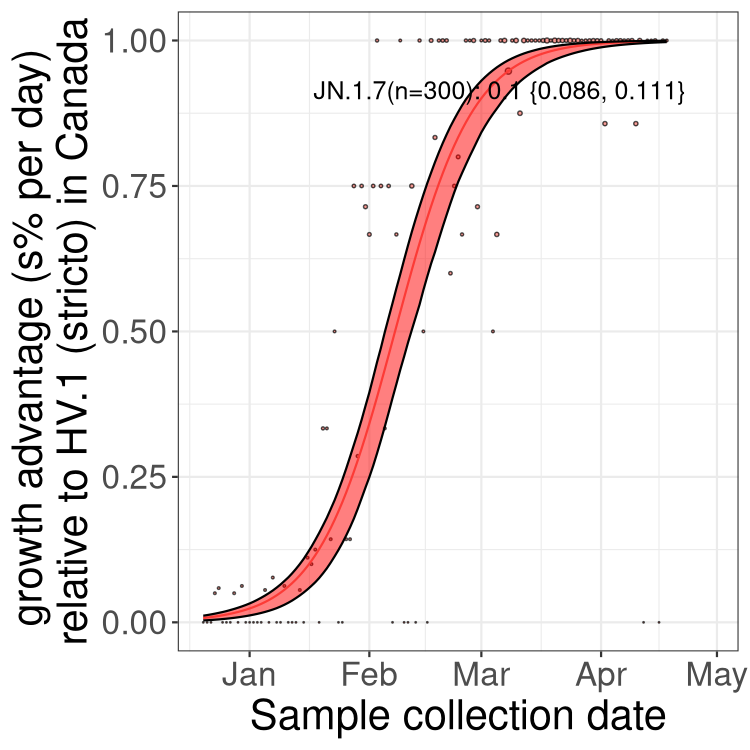 growth advantage (s% per day)
relative to HV.1 (stricto) in Canada
1.00
0.75
0.50
0.25
0.00
JN.1.7(n=300): 0.1 {0.086, 0.111}
Jan
Feb
Mar
Apr
May
Sample collection date